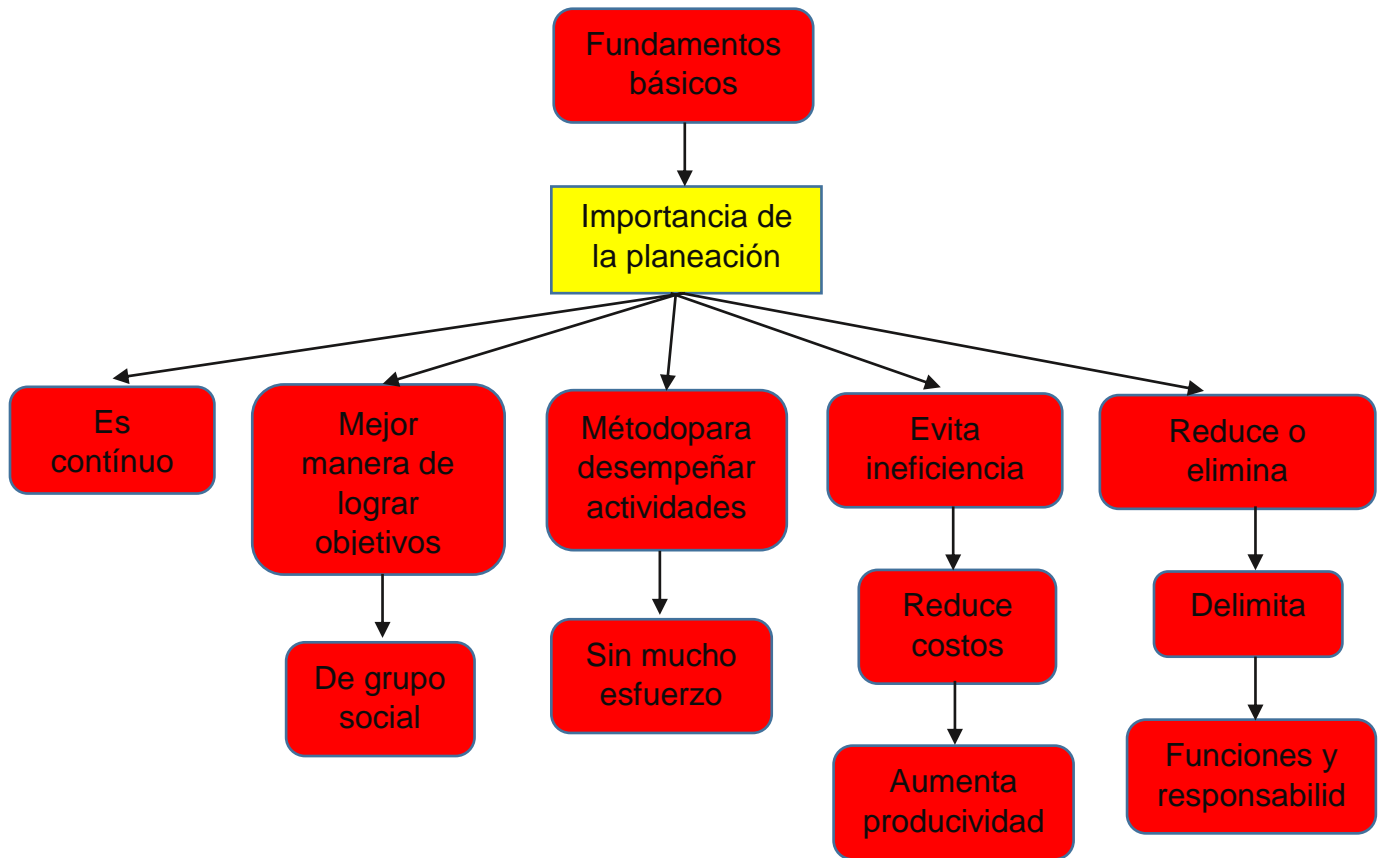 Fundamentos
básicos
Importancia de
la planeación
Es
contínuo
Mejor
manera de
lograr
objetivos
Métodopara
desempeñar
actividades
Evita
ineficiencia
Reduce o
elimina
De grupo
social
Sin mucho
esfuerzo
Reduce
costos
Delimita
Aumenta
producividad
Funciones y
responsabilid